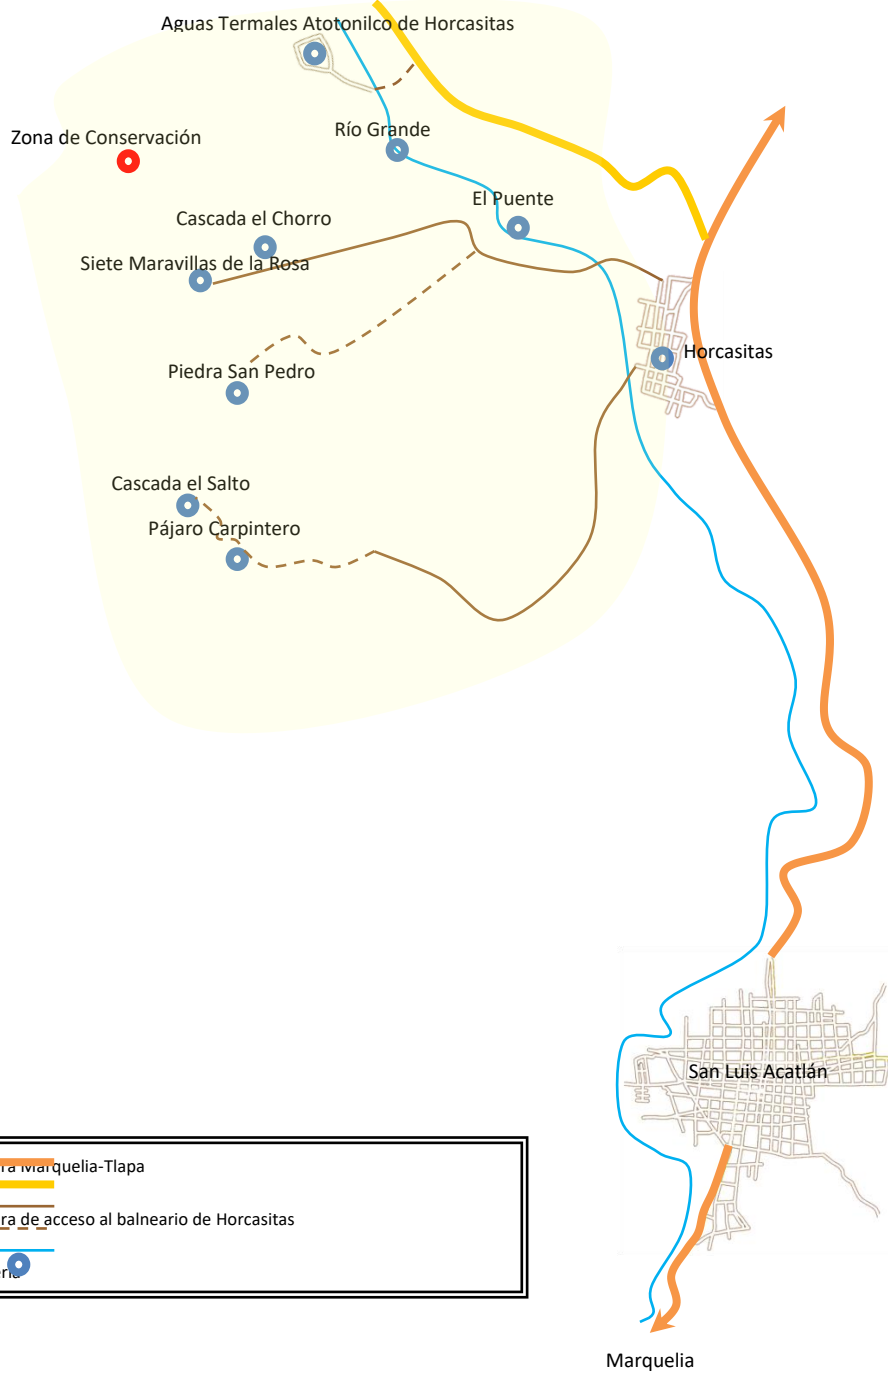 Aguas Termales Atotonilco de Horcasitas
Río Grande
Zona de Conservación
El Puente
Cascada el Chorro
Siete Maravillas de la Rosa
Horcasitas
Piedra San Pedro
Cascada el Salto
Pájaro Carpintero
San Luis Acatlán
Marquelia-Tlapa
ra de acceso al balneario de Horcasitas
Marquelia